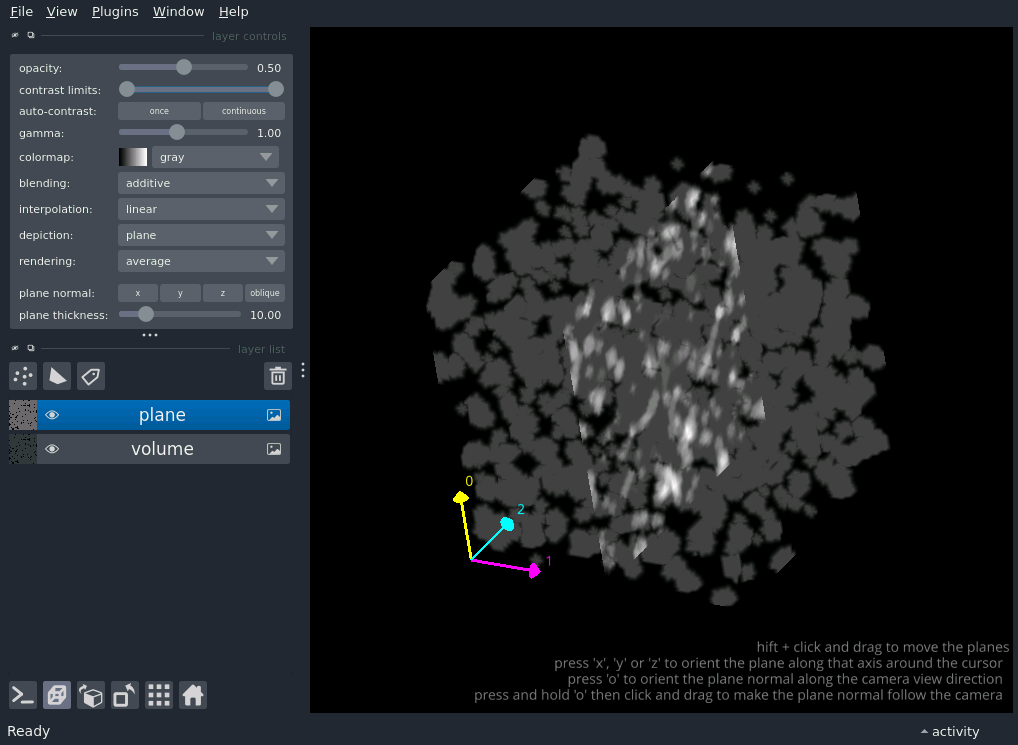 File View Plugins Window Help
layer controls
opacity: 0.50
contrast limits:
auto-contrast: once continuous
gamma: 1.00
colormap: gray
blending: additive
interpolation: linear
depiction: plane
rendering: average
plane normal: x y z oblique
plane thickness: 10.00
layer list
plane
volume
0
2
1
hift + click and drag to move the planes
press 'x', 'y' or 'z' to orient the plane along that axis around the cursor
press 'o' to orient the plane normal along the camera view direction
press and hold 'o' then click and drag to make the plane normal follow the camera
Ready activity